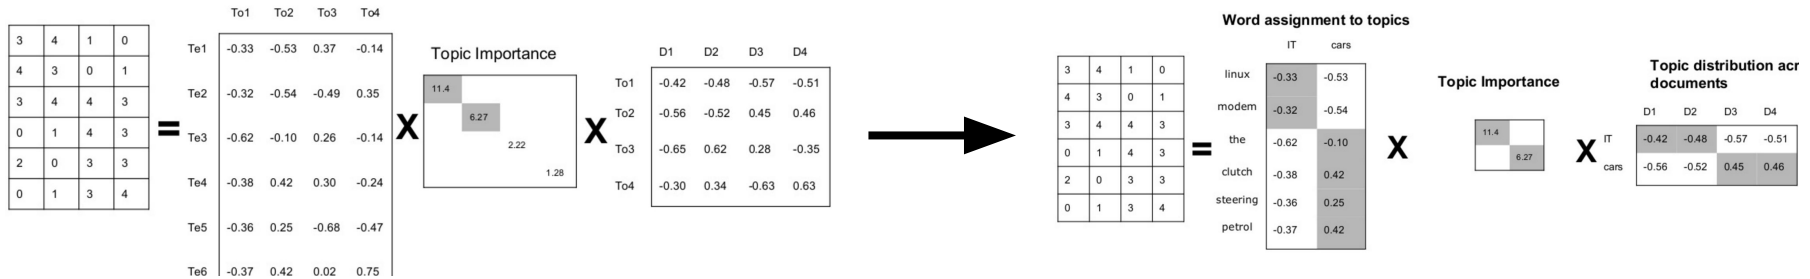 To1 To2 To3 To4
3 4 1 0
4 3 0 1
3 4 4 3
0 1 4 3
2 0 3 3
0 1 3 4
=
Te1 -0.33 -0.53 0.37 -0.14
Te2 -0.32 -0.54 -0.49 0.35
Te3 -0.62 -0.10 0.26 -0.14
Te4 -0.38 0.42 0.30 -0.24
Te5 -0.36 0.25 -0.68 -0.47
Te6 -0.37 0.42 0.02 0.75
X
Topic Importance
11.4
6.27
2.22
1.28
X
D1 D2 D3 D4
To1 -0.42 -0.48 -0.57 -0.51
To2 -0.56 -0.52 0.45 0.46
To3 -0.65 0.62 0.28 -0.35
To4 -0.30 0.34 -0.63 0.63
3 4 1 0
4 3 0 1
3 4 4 3
0 1 4 3
2 0 3 3
0 1 3 4
=
Word assignment to topics
IT cars
linux -0.33 -0.53
modem -0.32 -0.54
the -0.62 -0.10
clutch -0.38 0.42
steering -0.36 0.25
petrol -0.37 0.42
X
Topic Importance
11.4
6.27
X
Topic distribution acr
documents
D1 D2 D3 D4
IT -0.42 -0.48 -0.57 -0.51
cars -0.56 -0.52 0.45 0.46